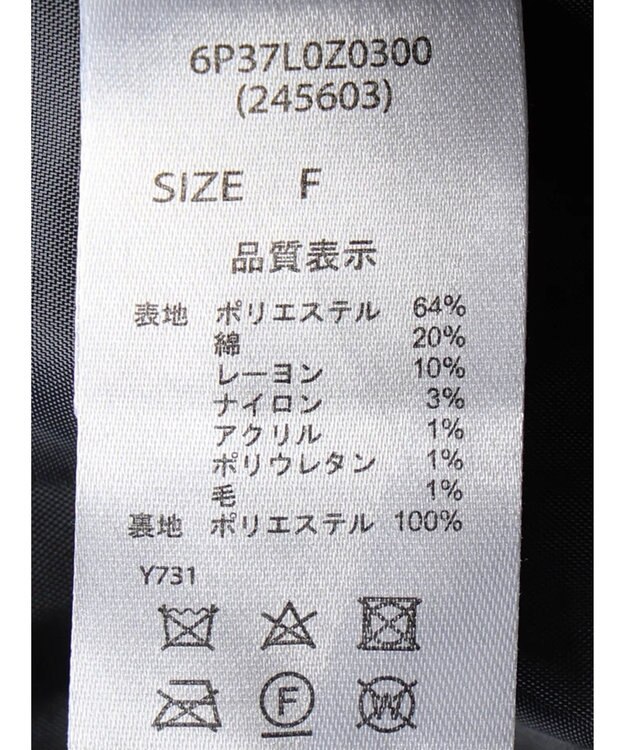 6P37L0Z0300
(245603)
SIZE F
品質表示
表地 ポリエステル 64%
綿 20%
レーヨン 10%
ナイロン 3%
アクリル 1%
ポリウレタン 1%
毛 1%
裏地 ポリエステル 100%
Y731
F W